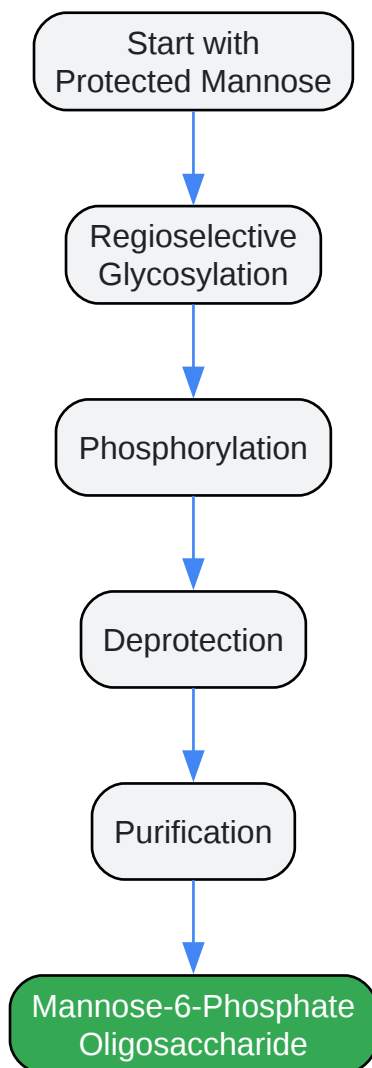 Start with
Protected Mannose
Regioselective
Glycosylation
Phosphorylation
Deprotection
Purification
Mannose-6-Phosphate
Oligosaccharide